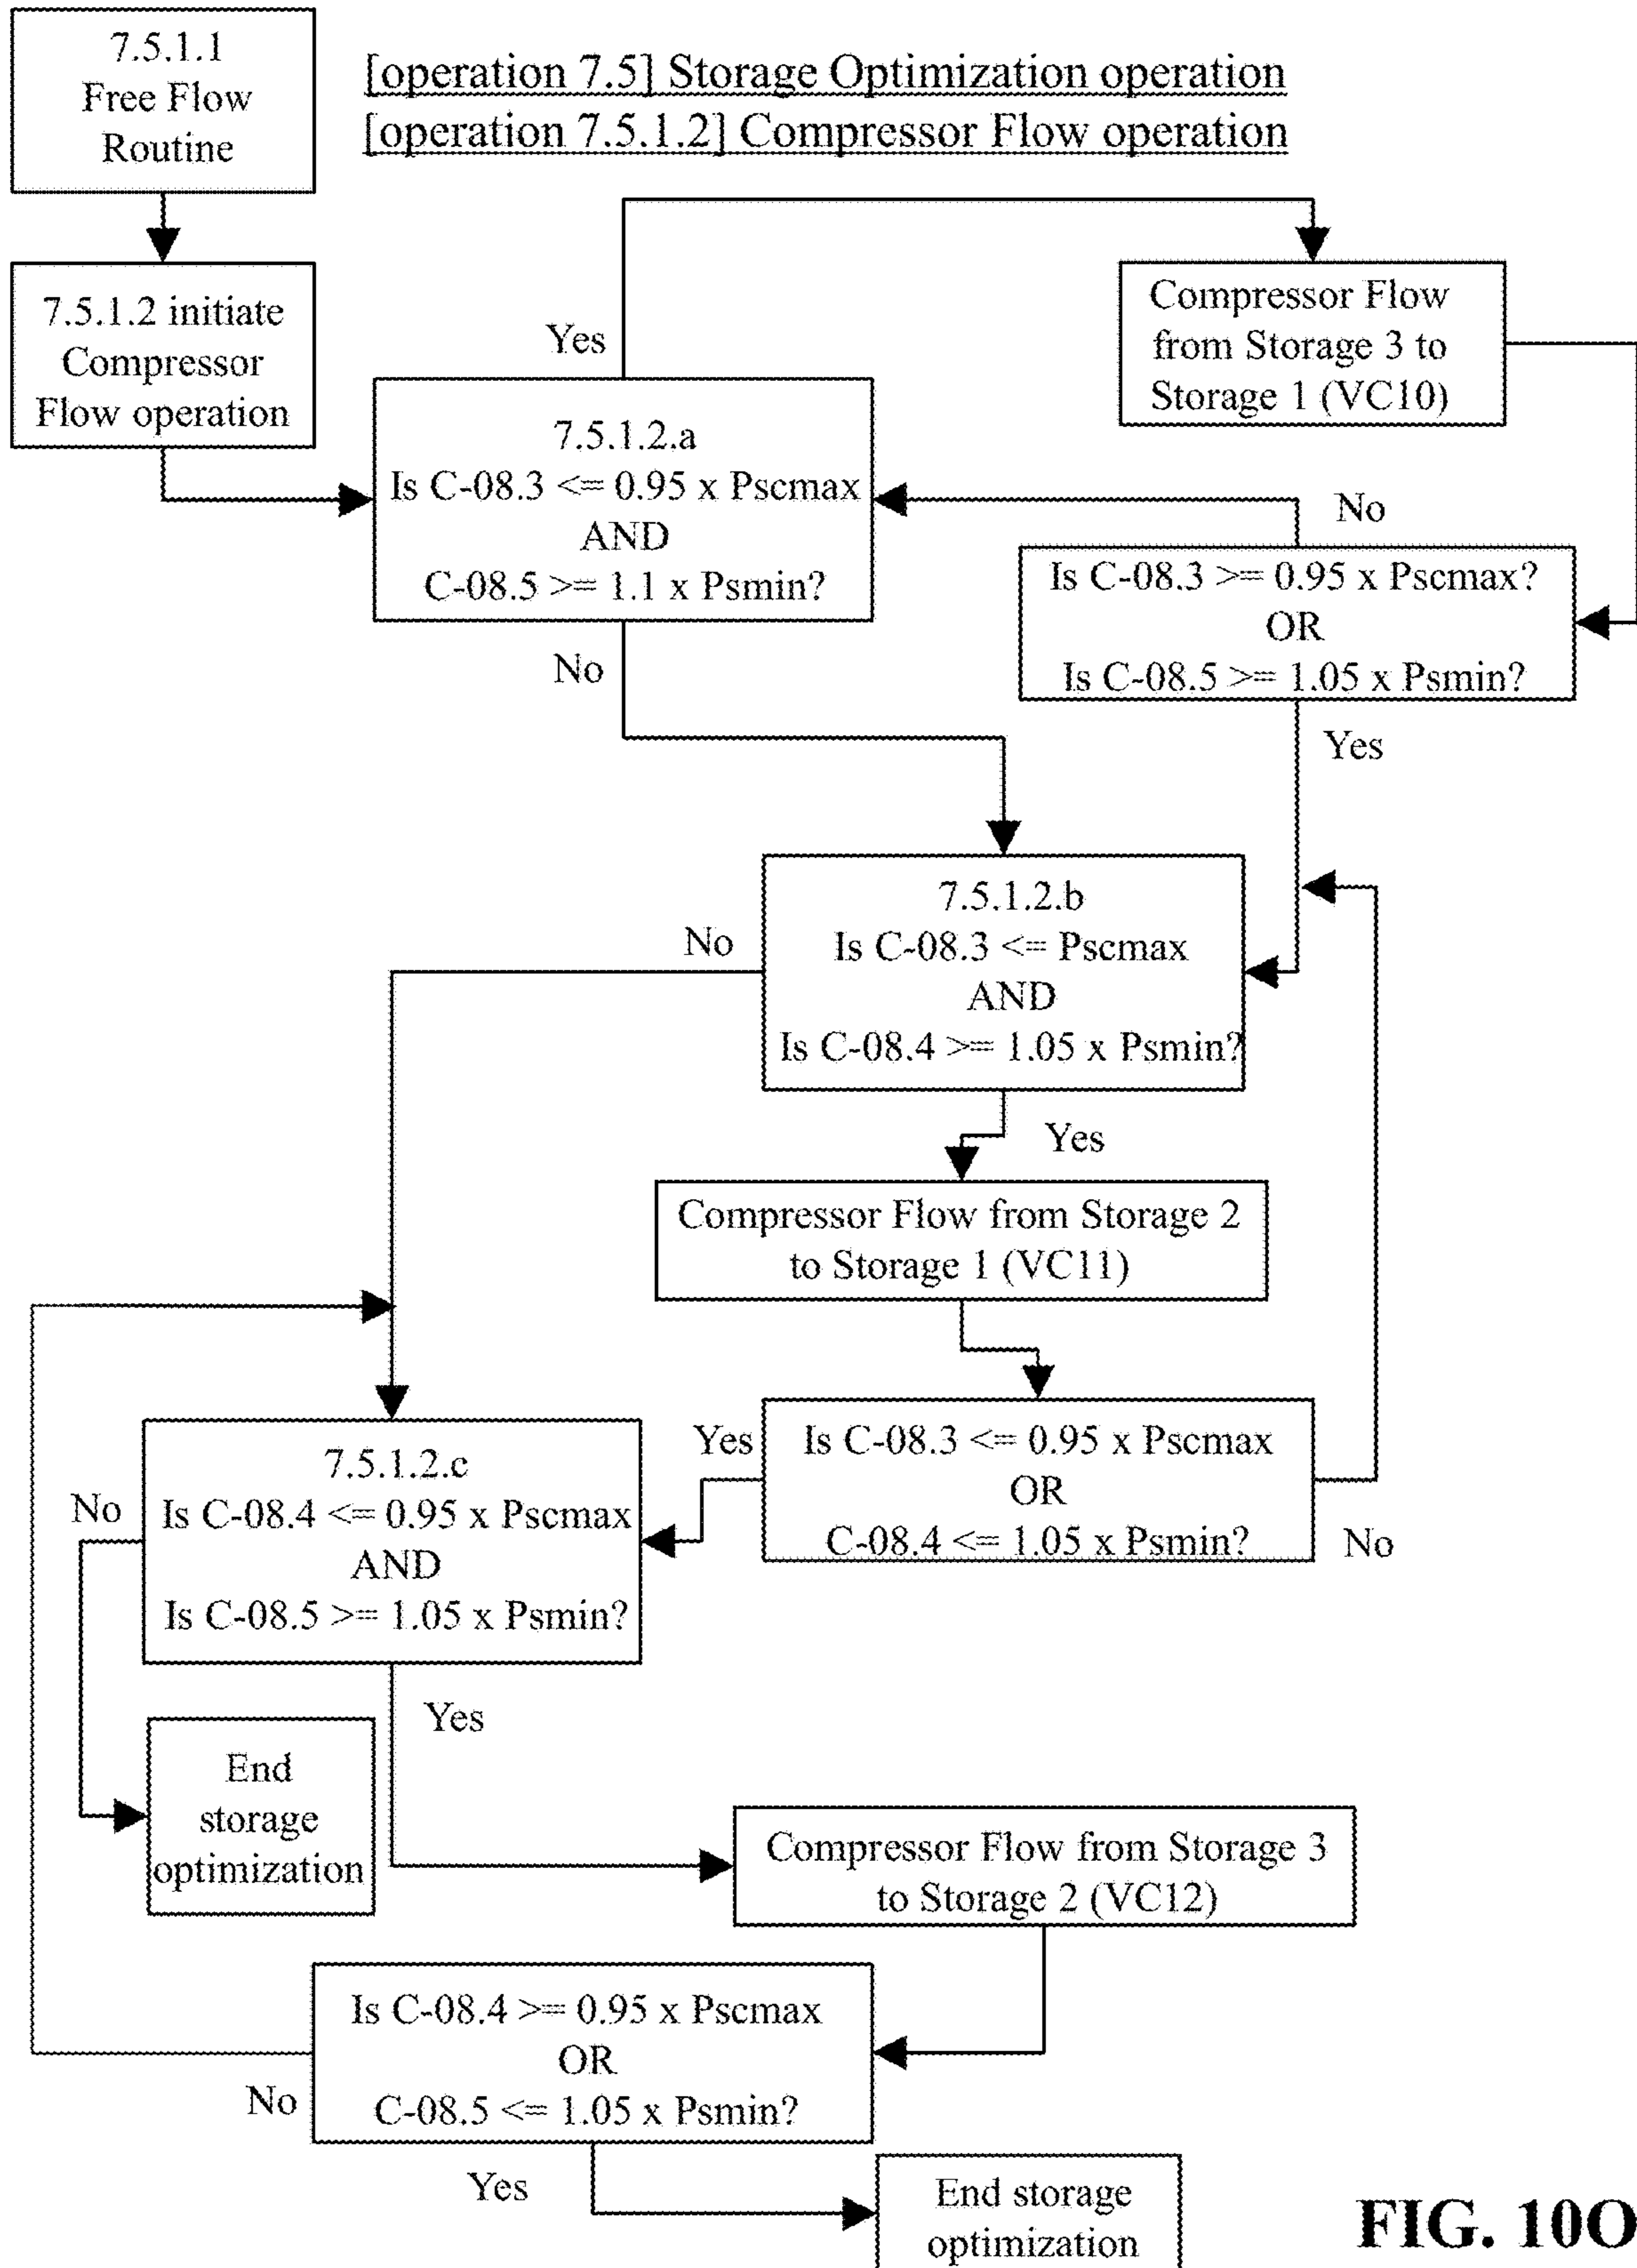 7.5.1.1
Free Flow
Routine
[operation 7.5] Storage Optimization operation
[operation 7.5.1.2] Compressor Flow operation
7.5.1.2 initiate
Compressor
Flow operation
Yes
Compressor Flow
from Storage 3 to
Storage 1 (VC10)
7.5.1.2.a
Is C-08.3 <= 0.95 x Pscmax
AND
C-08.5 >= 1.1 x Psmin?
No
Is C-08.3 >= 0.95 x Pscmax?
OR
Is C-08.5 >= 1.05 x Psmin?
No
Yes
7.5.1.2.b
Is C-08.3 <= Pscmax
AND
Is C-08.4 >= 1.05 x Psmin?
No
Yes
Compressor Flow from Storage 2
to Storage 1 (VC11)
Is C-08.3 <= 0.95 x Pscmax
OR
C-08.4 <= 1.05 x Psmin?
Yes
No
7.5.1.2.c
Is C-08.4 <= 0.95 x Pscmax
AND
Is C-08.5 >= 1.05 x Psmin?
No
Yes
End
storage
optimization
Compressor Flow from Storage 3
to Storage 2 (VC12)
Is C-08.4 >= 0.95 x Pscmax
OR
C-08.5 <= 1.05 x Psmin?
No
Yes
End storage
optimization
FIG. 10O